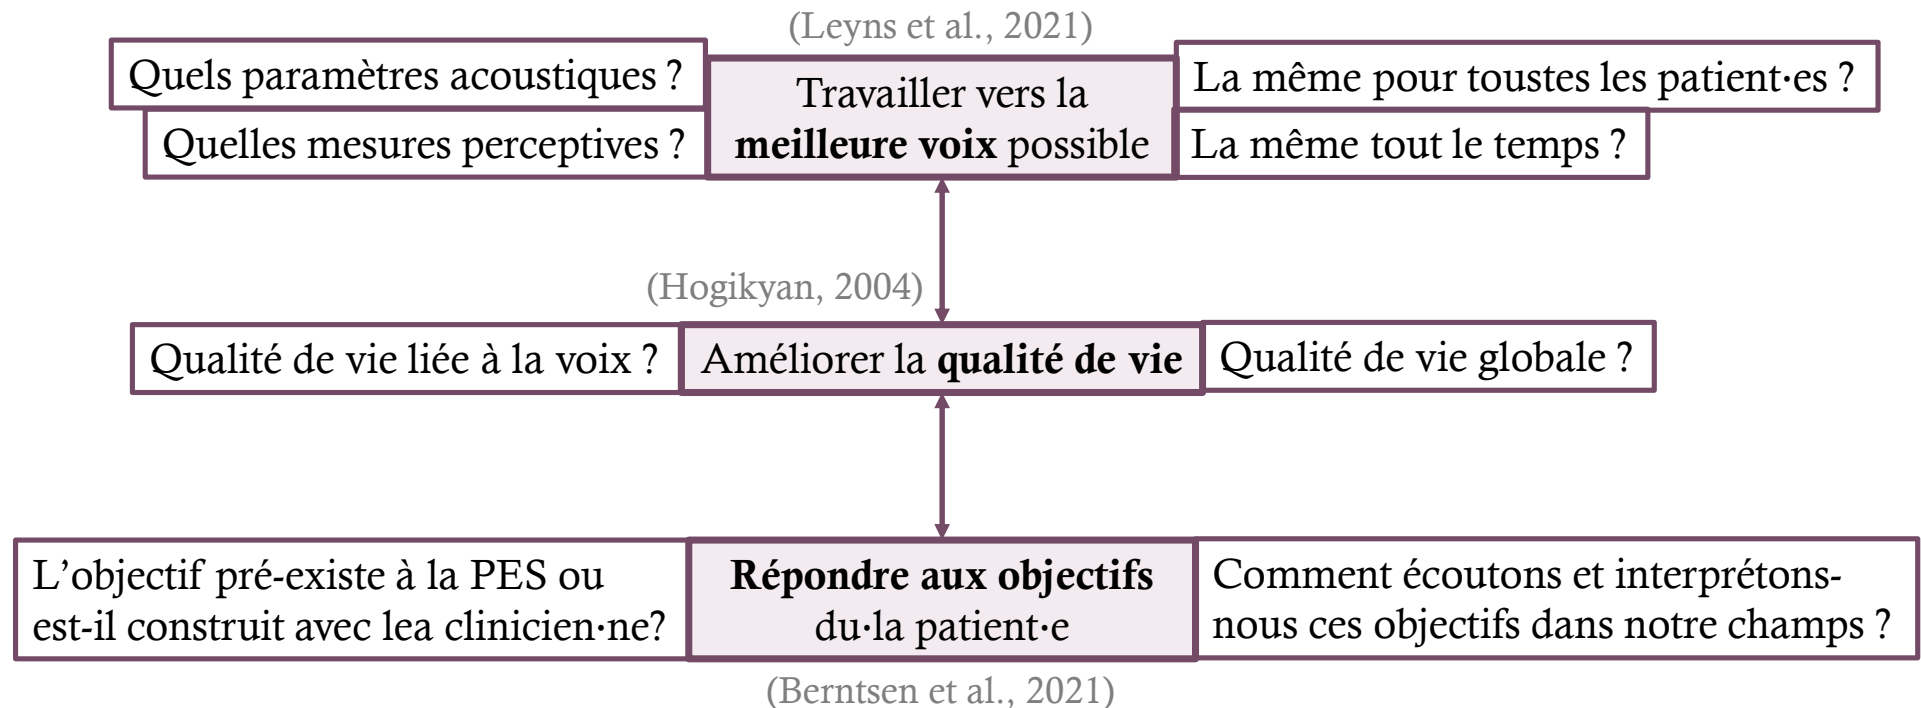 (Leyns et al., 2021)
Quels paramètres acoustiques ?
Quelles mesures perceptives ?
Travailler vers la
meilleure voix possible
La même pour toustes les patient·es ?
La même tout le temps ?
(Hogikyan, 2004)
Qualité de vie liée à la voix ?
Améliorer la qualité de vie
Qualité de vie globale ?
L’objectif pré-existe à la PES ou
est-il construit avec lea clinicien·ne?
Répondre aux objectifs
du·la patient·e
Comment écoutons et interprétons-
nous ces objectifs dans notre champs ?
(Berntsen et al., 2021)